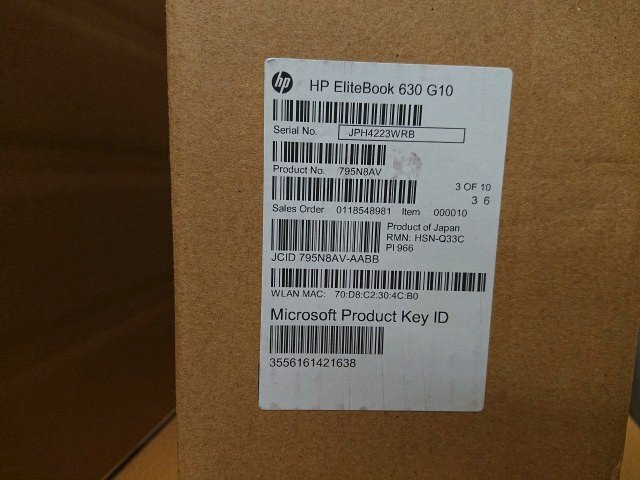 hp HP EliteBook 630 G10
Serial No. JPH4223WRB
Product No. 795N8AV
3 OF 10
3 6
Sales Order 0118548981 Item 000010
Product of Japan
RMN: HSN-Q33C
PI 966
JCID 795N8AV-AABB
WLAN MAC: 70:D8:C2:30:4C:B0
Microsoft Product Key ID
3556161421638